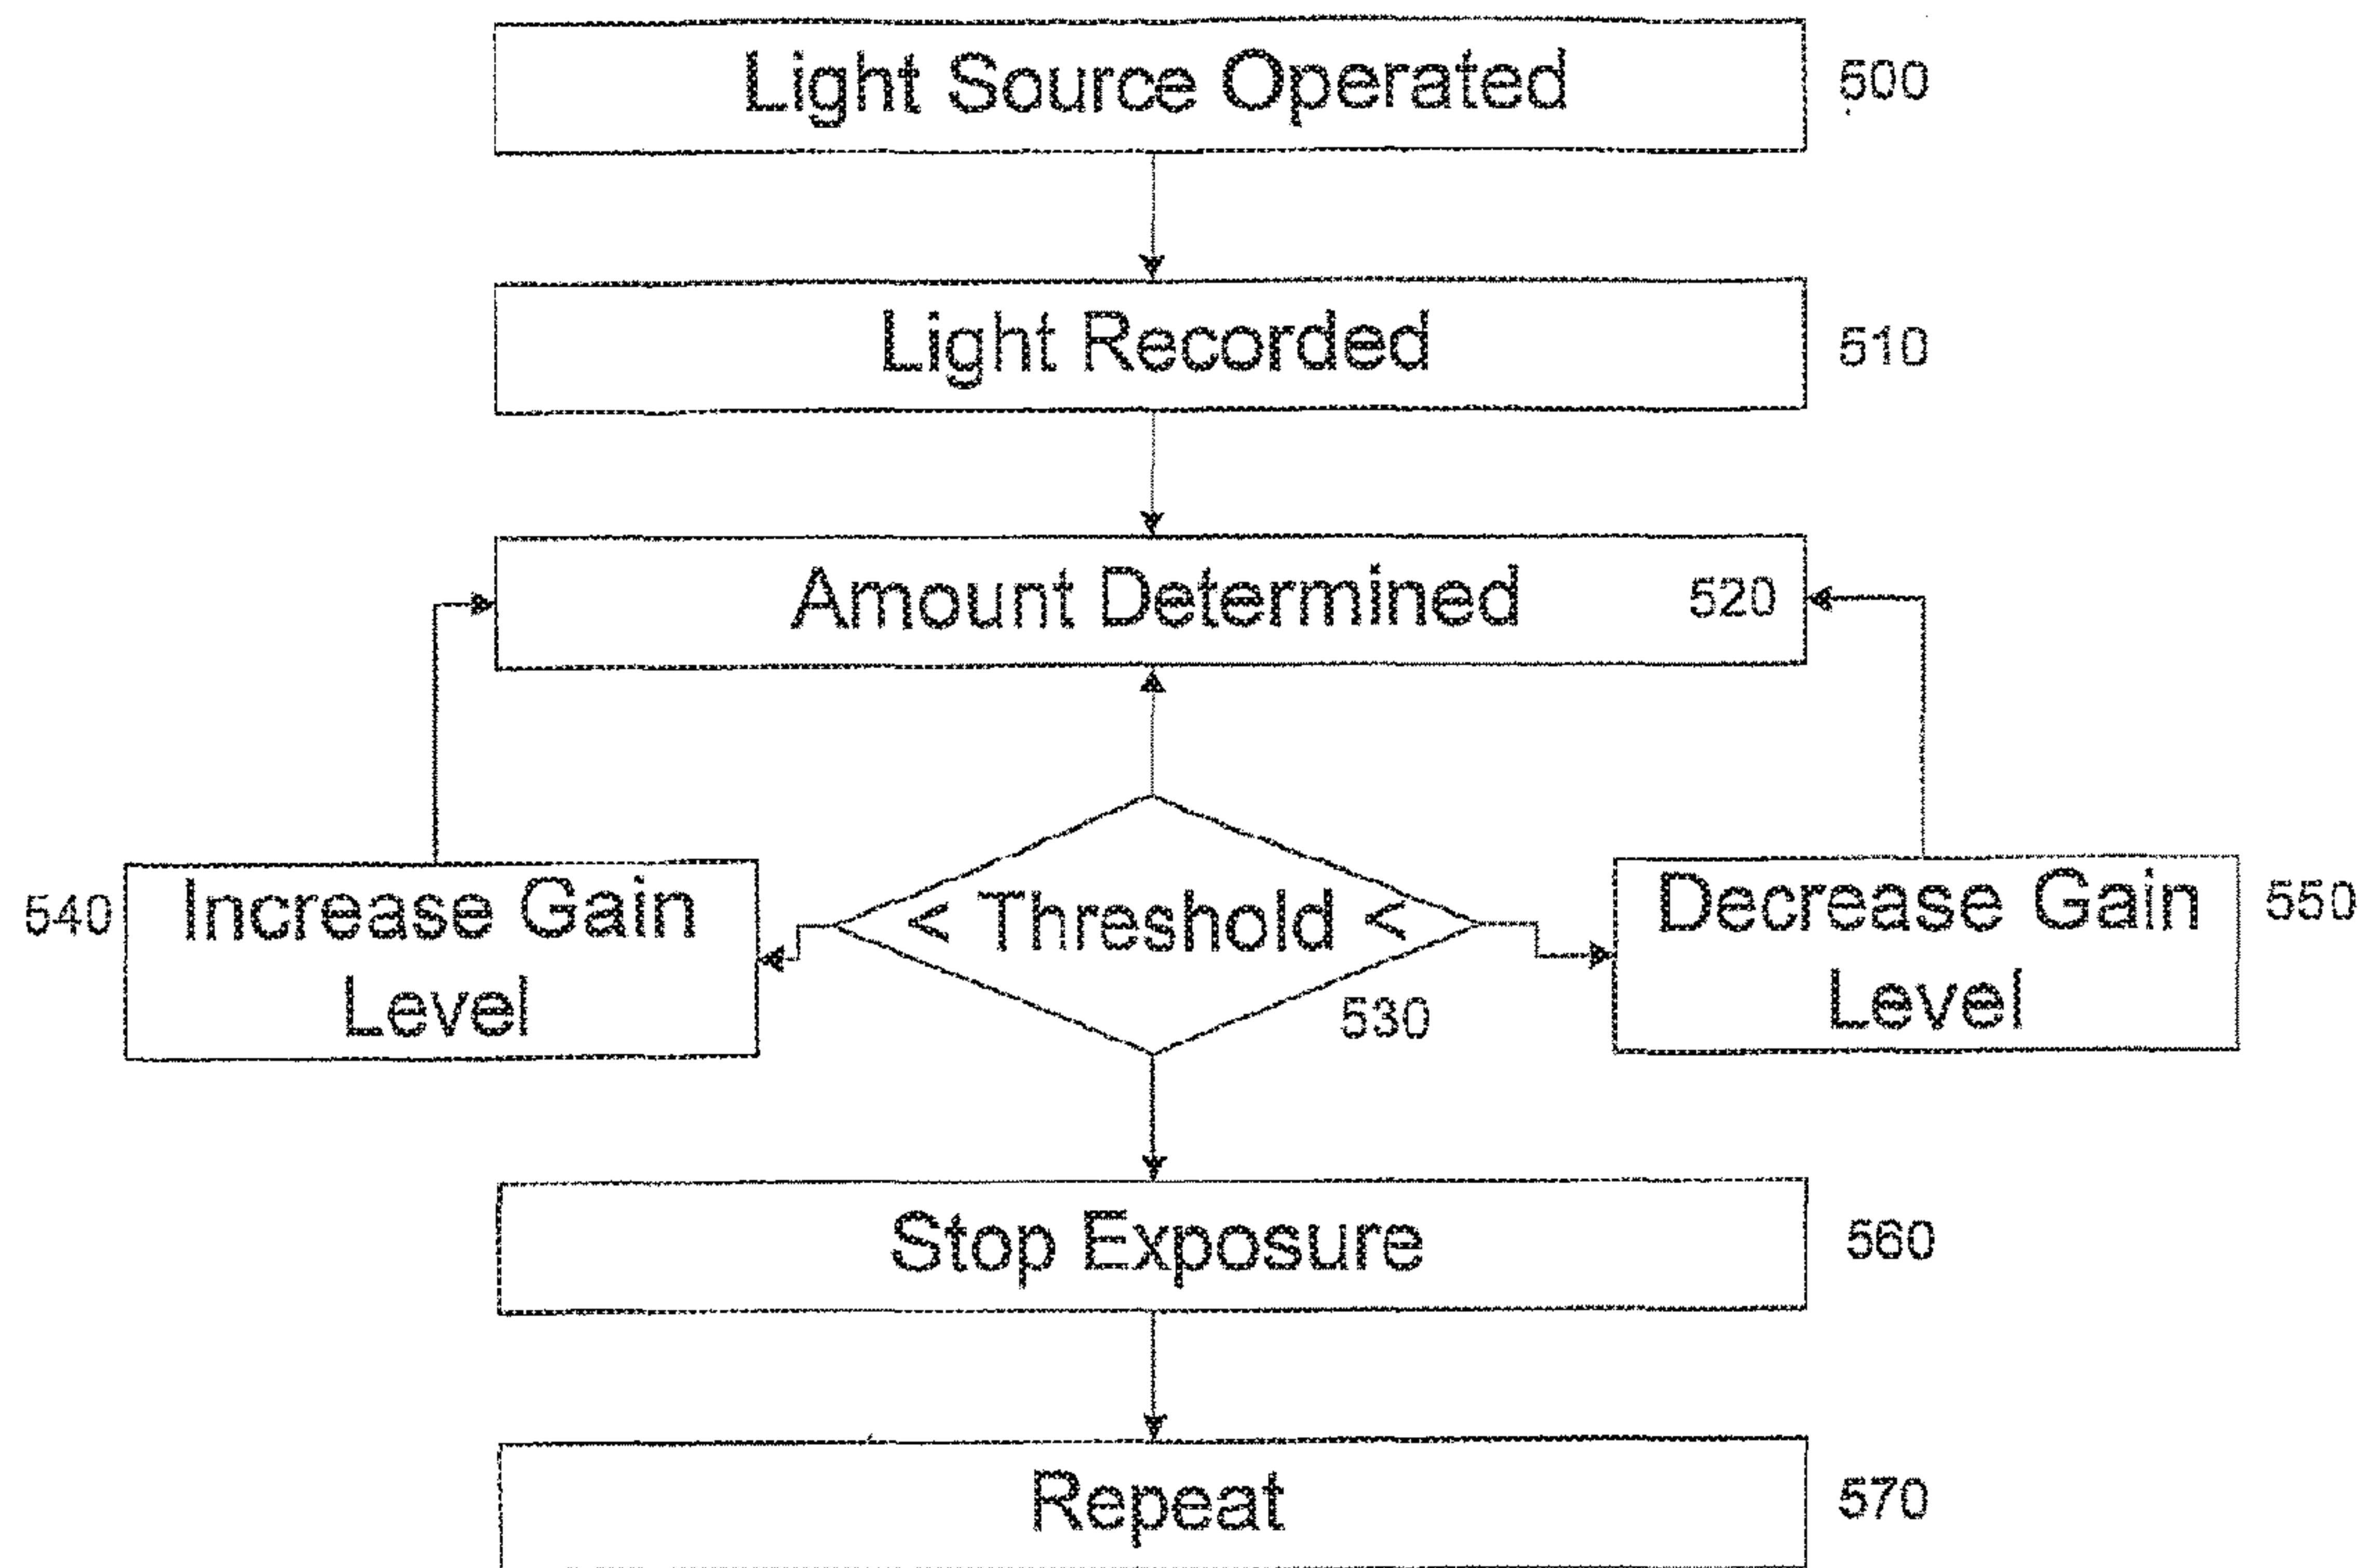 Light Source Operated 500
Light Recorded 510
Amount Determined 520
540 Increase Gain
Level
< Threshold <
530
Decrease Gain 550
Level
Stop Exposure 560
Repeat 570